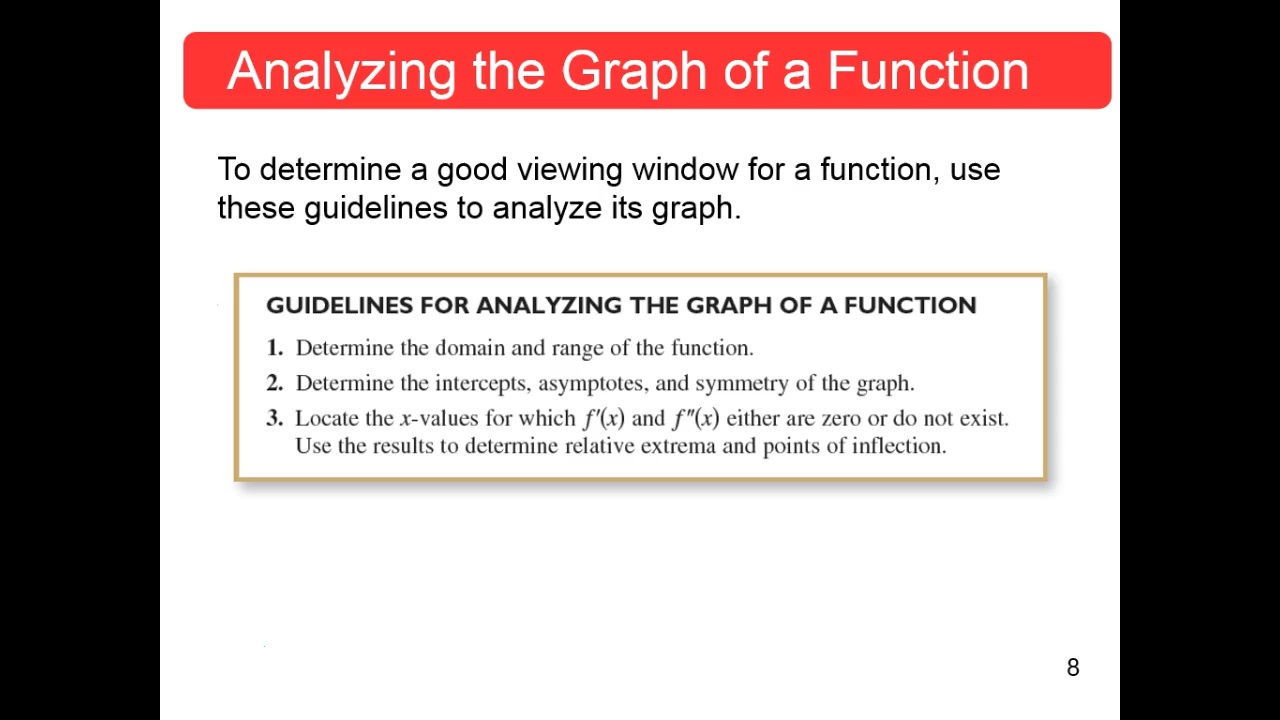 Analyzing the Graph of a Function
To determine a good viewing window for a function, use
these guidelines to analyze its graph.
GUIDELINES FOR ANALYZING THE GRAPH OF A FUNCTION
1. Determine the domain and range of the function.
2. Determine the intercepts, asymptotes, and symmetry of the graph.
3. Locate the x-values for which f′(x) and f″(x) either are zero or do not exist.
Use the results to determine relative extrema and points of inflection.
8